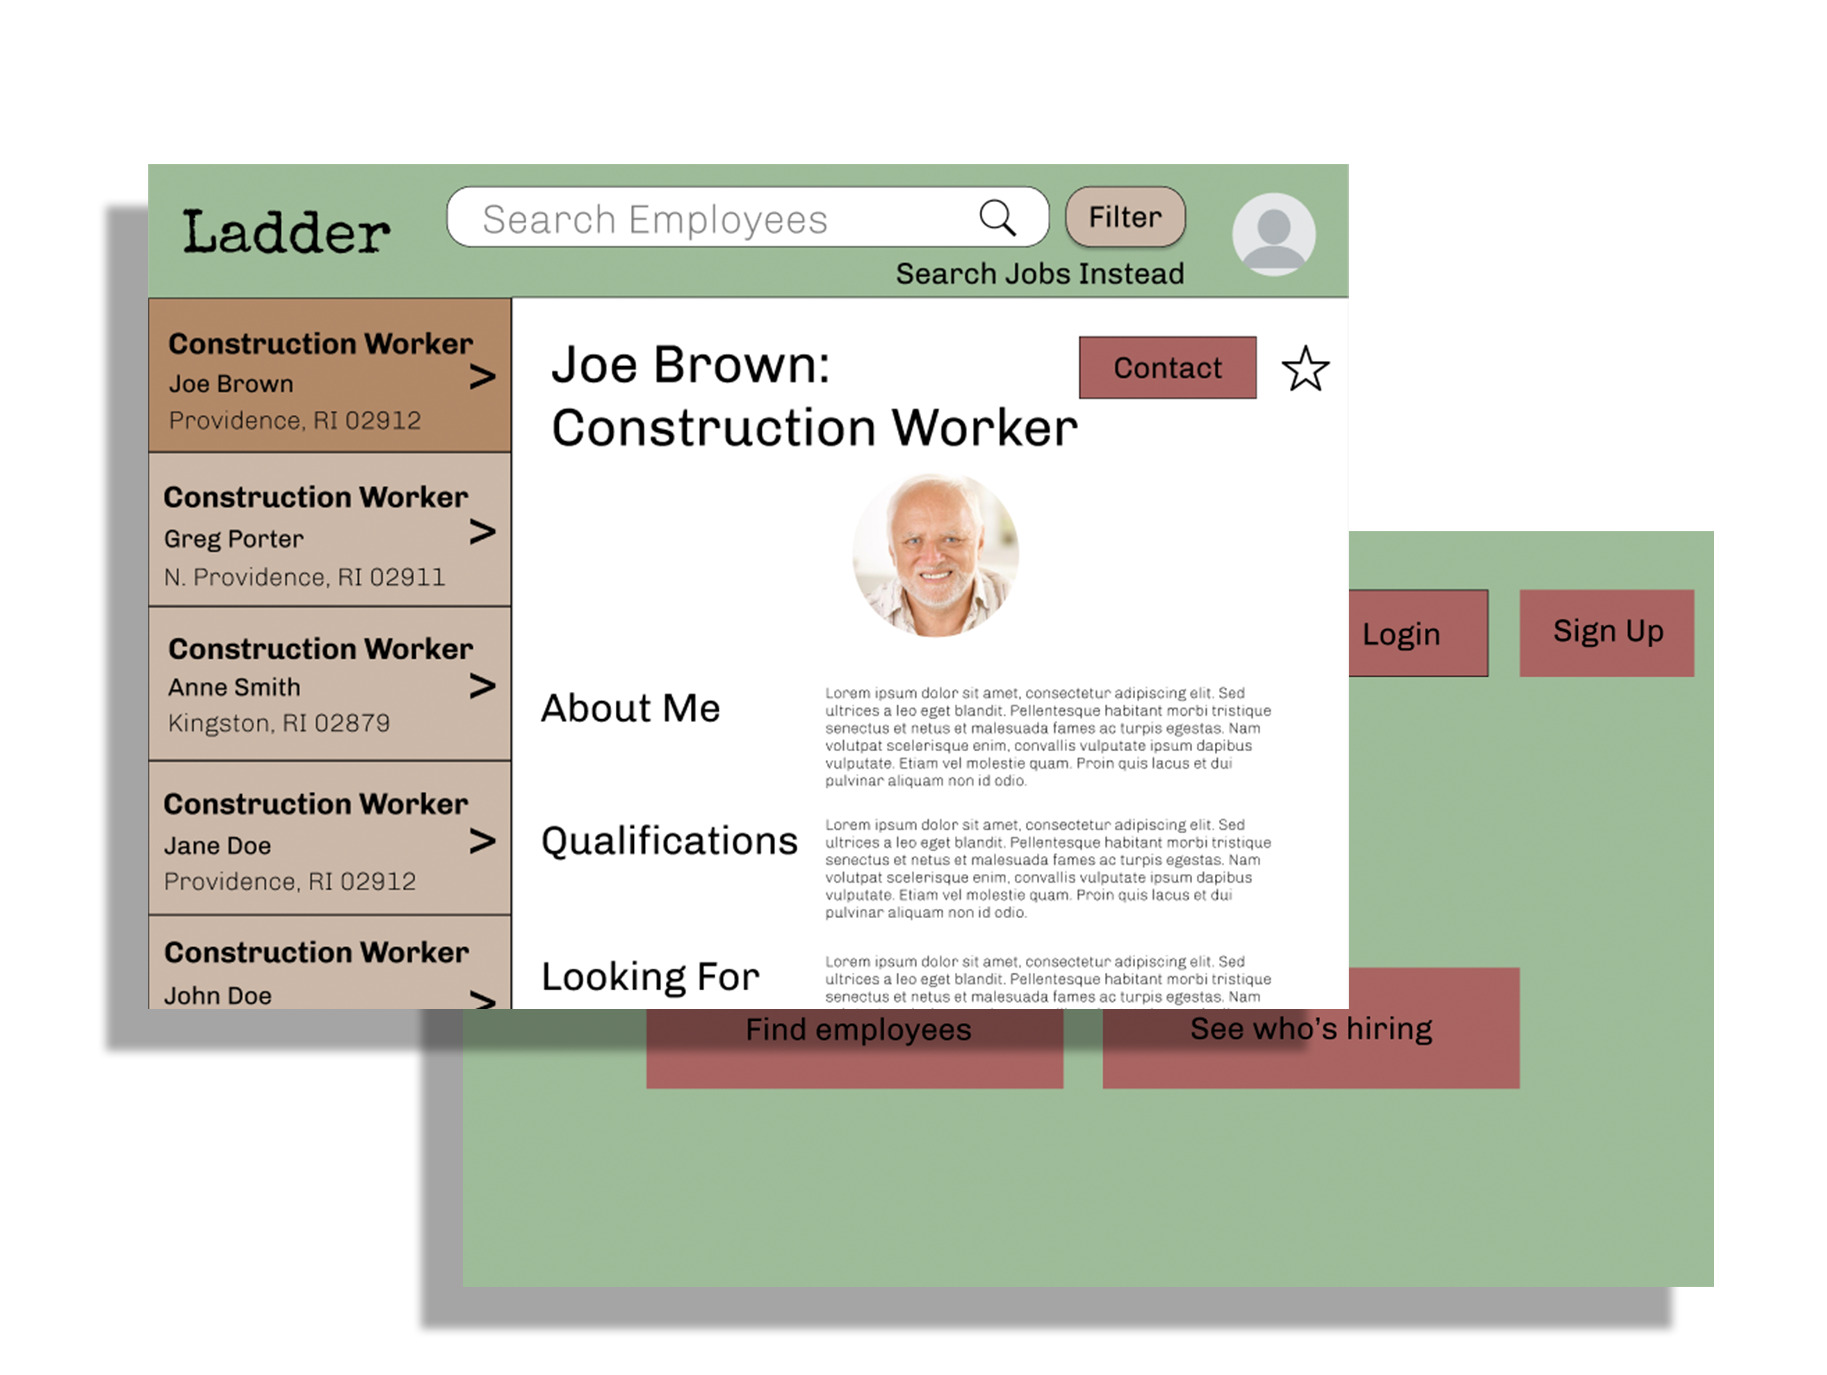 Ladder
Search Employees
Filter
Search Jobs Instead
Construction Worker
Joe Brown
>
Providence, RI 02912
Construction Worker
Greg Porter
>
N. Providence, RI 02911
Construction Worker
Anne Smith
>
Kingston, RI 02879
Construction Worker
Jane Doe
>
Providence, RI 02912
Construction Worker
John Doe
>
Joe Brown:
Construction Worker
Contact
About Me
Lorem ipsum dolor sit amet, consectetur adipiscing elit. Sed
ultrices a leo eget blandit. Pellentesque habitant morbi tristique
senectus et netus et malesuada fames ac turpis egestas. Nam
volutpat scelerisque enim, convallis vulputate ipsum dapibus
vulputate. Etiam vel molestie quam. Proin quis lacus et dui
pulvinar aliquam non id odio.
Qualifications
Lorem ipsum dolor sit amet, consectetur adipiscing elit. Sed
ultrices a leo eget blandit. Pellentesque habitant morbi tristique
senectus et netus et malesuada fames ac turpis egestas. Nam
volutpat scelerisque enim, convallis vulputate ipsum dapibus
vulputate. Etiam vel molestie quam. Proin quis lacus et dui
pulvinar aliquam non id odio.
Looking For
Lorem ipsum dolor sit amet, consectetur adipiscing elit. Sed
ultrices a leo eget blandit. Pellentesque habitant morbi tristique
senectus et netus et malesuada fames ac turpis egestas. Nam
Login
Sign Up
Find employees
See who's hiring